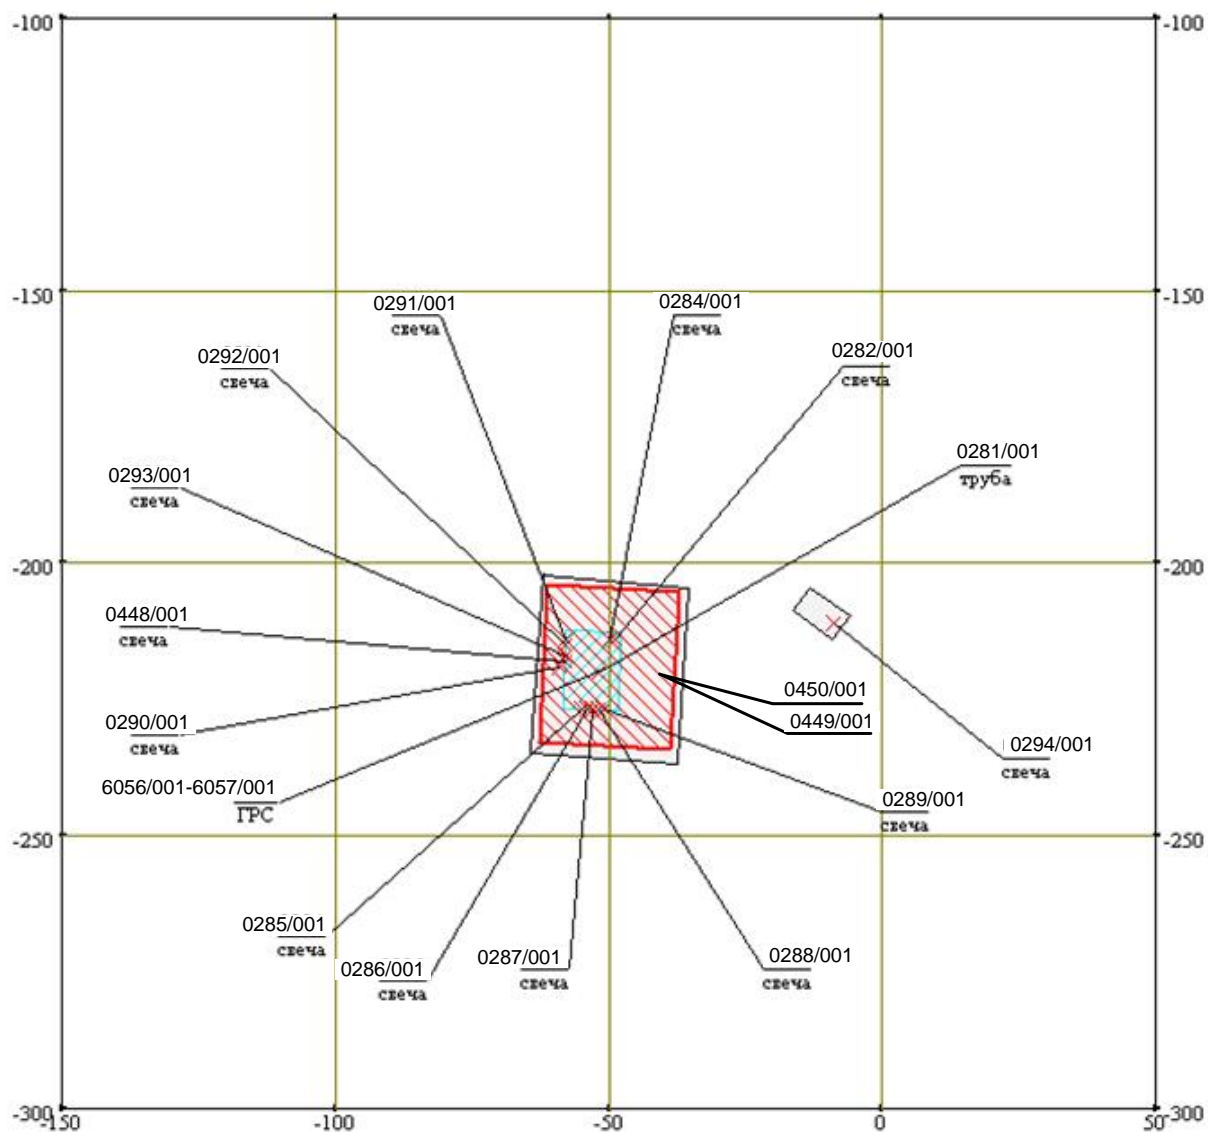 -100
-100
-150
-150
0291/001
свеча
0284/001
свеча
0292/001
свеча
0282/001
свеча
0281/001
труба
0293/001
свеча
-200
-200
0448/001
свеча
0450/001
0449/001
0290/001
свеча
0294/001
свеча
6056/001-6057/001
ГРС
0289/001
свеча
-250
-250
0285/001
свеча
0286/001
свеча
0287/001
свеча
0288/001
свеча
-300
-300
-150
-100
-50
0
50